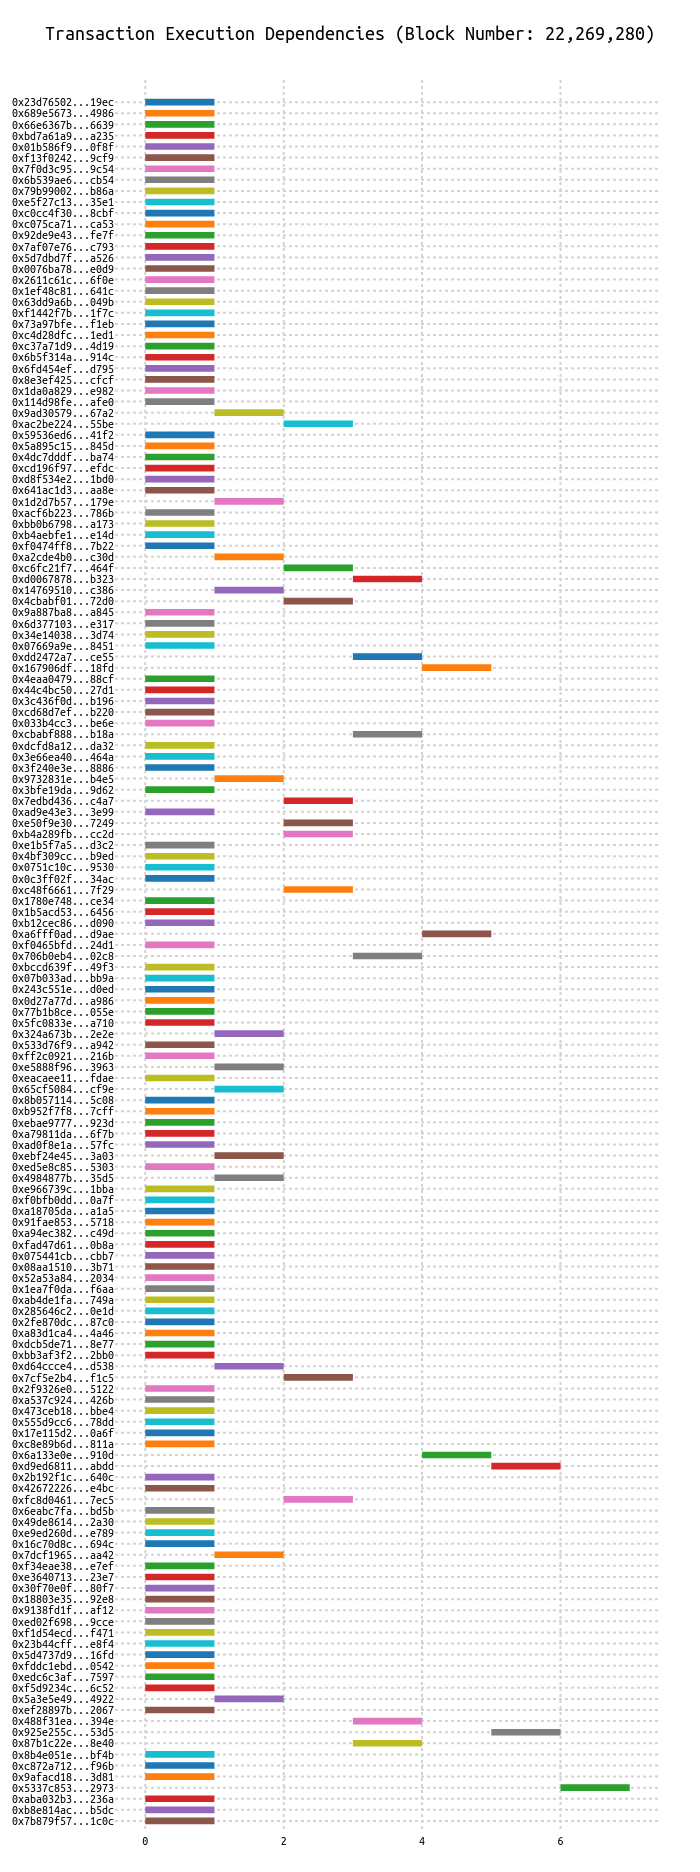 Transaction Execution Dependencies (Block Number: 22,269,280)
0x23d76502...19ec
0x689e5673...4986
0x66e6367b...6639
0xbd7a61a9...a235
0x01b586f9...0f8f
0xf13f0242...9cf9
0x7f0d3c95...9c54
0x6b539ae6...cb54
0x79b99002...b86a
0xe5f27c13...35e1
0xc0cc4f30...8cbf
0xc075ca71...ca53
0x92de9e43...fe7f
0x7af07e76...c793
0x5d7dbd7f...a526
0x0076ba78...e0d9
0x2611c61c...6f0e
0x1ef48c81...641c
0x63dd9a6b...049b
0xf1442f7b...1f7c
0x73a97bfe...f1eb
0xc4d28dfc...1ed1
0xc37a71d9...4d19
0x6b5f314a...914c
0x6fd454ef...d795
0x8e3ef425...cfcf
0x1da0a829...e982
0x114d98fe...afe0
0x9ad30579...67a2
0xac2be224...55be
0x59536ed6...41f2
0x5a895c15...845d
0x4dc7dddf...ba74
0xcd196f97...efdc
0xd8f534e2...1bd0
0x641ac1d3...aa8e
0x1d2d7b57...179e
0xacf6b223...786b
0xbb0b6798...a173
0xb4aebfe1...e14d
0xf0474ff8...7b22
0xa2cde4b0...c30d
0xc6fc21f7...464f
0xd0067878...b323
0x14769510...c386
0x4cbabf01...72d0
0x9a887ba8...a845
0x6d377103...e317
0x34e14038...3d74
0x07669a9e...8451
0xdd2472a7...ce55
0x167906df...18fd
0x4eaa0479...88cf
0x44c4bc50...27d1
0x3c436f0d...b196
0xcd68d7ef...b220
0x033b4cc3...be6e
0xcbabf888...b18a
0xdcfd8a12...da32
0x3e66ea40...464a
0x3f240e3e...8886
0x9732831e...b4e5
0x3bfe19da...9d62
0x7edbd436...c4a7
0xad9e43e3...3e99
0xe50f9e30...7249
0xb4a289fb...cc2d
0xe1b5f7a5...d3c2
0x4bf309cc...b9ed
0x0751c10c...9530
0x0c3ff02f...34ac
0xc48f6661...7f29
0x1780e748...ce34
0x1b5acd53...6456
0xb12cec86...d090
0xa6fff0ad...d9ae
0xf0465bfd...24d1
0x706b0eb4...02c8
0xbccd639f...49f3
0x07b033ad...bb9a
0x243c551e...d0ed
0x0d27a77d...a986
0x77b1b8ce...055e
0x5fc0833e...a710
0x324a673b...2e2e
0x533d76f9...a942
0xff2c0921...216b
0xe5888f96...3963
0xeacaee11...fdae
0x65cf5084...cf9e
0x8b057114...5c08
0xb952f7f8...7cff
0xebae9777...923d
0xa79811da...6f7b
0xad0f8e1a...57fc
0xebf24e45...3a03
0xed5e8c85...5303
0x4984877b...35d5
0xe966739c...1bba
0xf0bfb0dd...0a7f
0xa18705da...a1a5
0x91fae853...5718
0xa94ec382...c49d
0xfad47d61...0b8a
0x075441cb...cbb7
0x08aa1510...3b71
0x52a53a84...2034
0x1ea7f0da...f6aa
0xab4de1fa...749a
0x285646c2...0e1d
0x2fe870dc...87c0
0xa83d1ca4...4a46
0xdcb5de71...8e77
0xbb3af3f2...2bb0
0xd64ccce4...d538
0x7cf5e2b4...f1c5
0x2f9326e0...5122
0xa537c924...426b
0x473ceb18...bbe4
0x555d9cc6...78dd
0x17e115d2...0a6f
0xc8e89b6d...811a
0x6a133e0e...910d
0xd9ed6811...abdd
0x2b192f1c...640c
0x42672226...e4bc
0xfc8d0461...7ec5
0x6eabc7fa...bd5b
0x49de8614...2a30
0xe9ed260d...e789
0x16c70d8c...694c
0x7dcf1965...aa42
0xf34eae38...e7ef
0xe3640713...23e7
0x30f70e0f...80f7
0x18803e35...92e8
0x9138fd1f...af12
0xed02f698...9cce
0xf1d54ecd...f471
0x23b44cff...e8f4
0x5d4737d9...16fd
0xfddc1ebd...0542
0xedc6c3af...7597
0xf5d9234c...6c52
0x5a3e5e49...4922
0xef28897b...2067
0x488f31ea...394e
0x925e255c...53d5
0x87b1c22e...8e40
0x8b4e051e...bf4b
0xc872a712...f96b
0x9afacd18...3d81
0x5337c853...2973
0xaba032b3...236a
0xb8e814ac...b5dc
0x7b879f57...1c0c
0 2 4 6